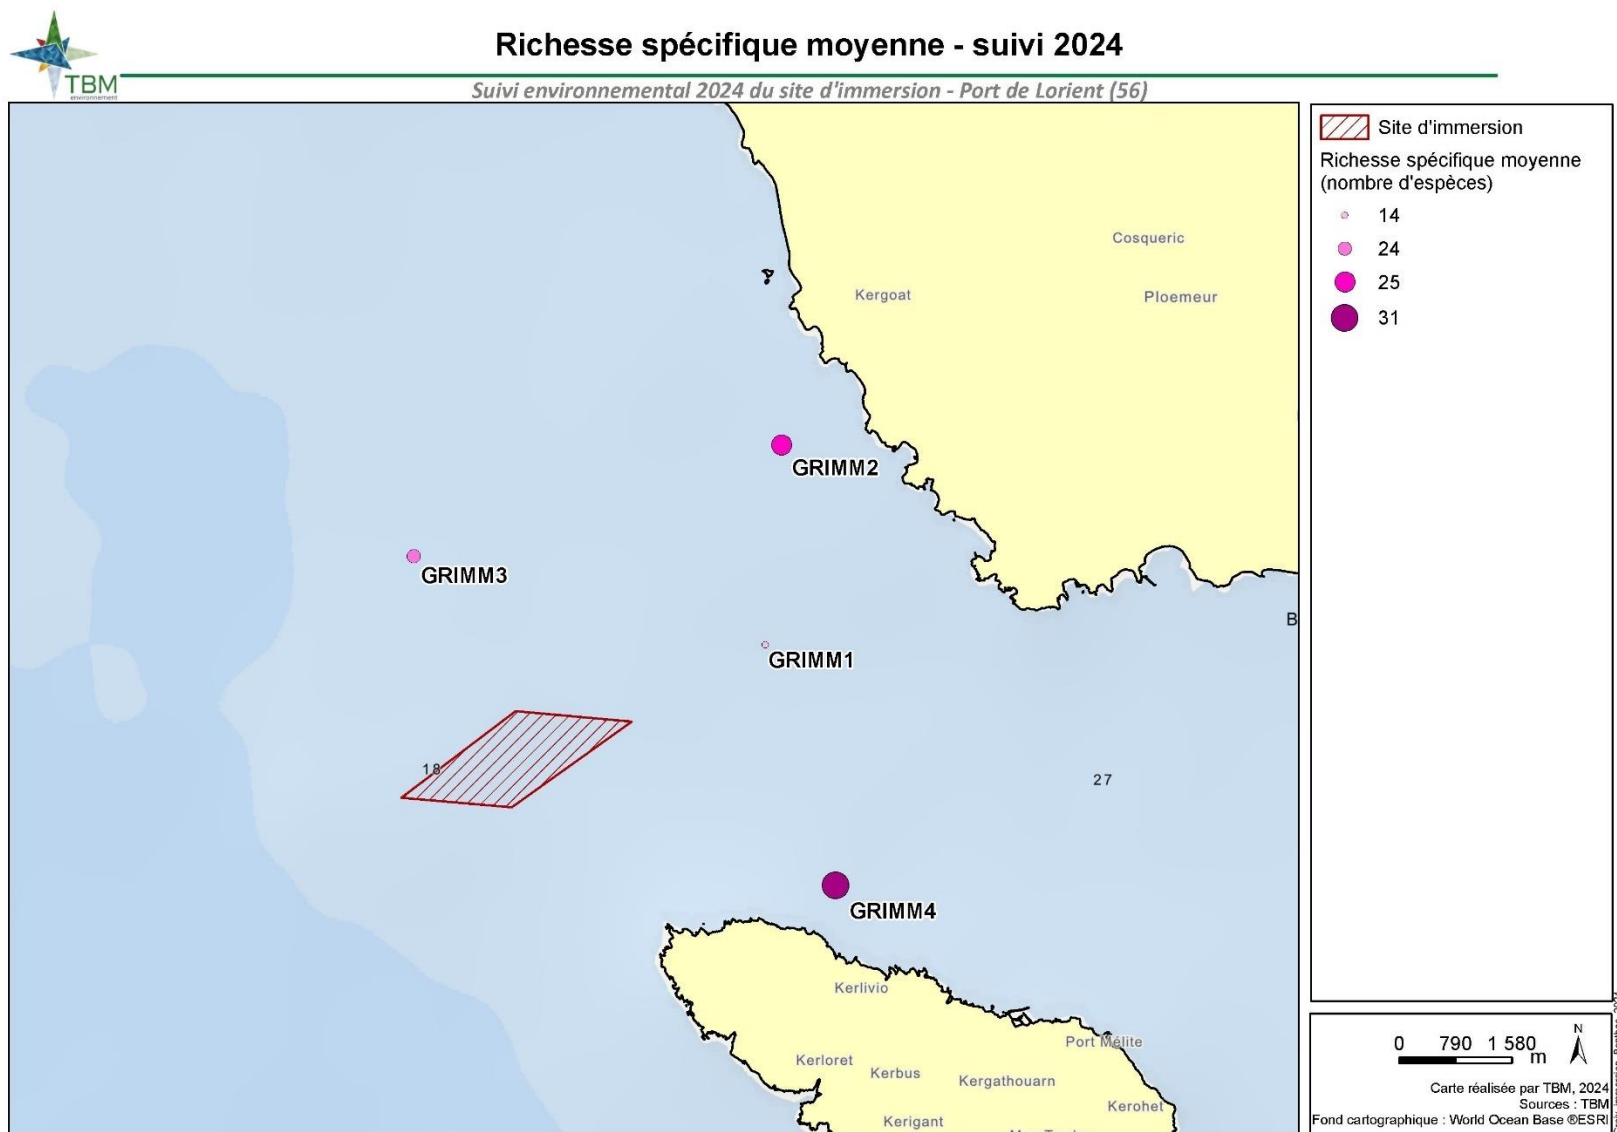 Richesse spécifique moyenne - suivi 2024
TBM
environnement
Suivi environnemental 2024 du site d'immersion - Port de Lorient (56)
Site d'immersion
Richesse spécifique moyenne
(nombre d'espèces)
14
24
25
31
Cosqueric
Kergoat
Ploemeur
GRIMM2
GRIMM3
B
GRIMM1
18
27
GRIMM4
Kerlivio
Port Mélite
Kerloret
Kerbus
Kergathouarn
Kerohet
Kerigant
0 790 1 580
m
N
Carte réalisée par TBM, 2024
Sources : TBM
Fond cartographique : World Ocean Base ®ESRI